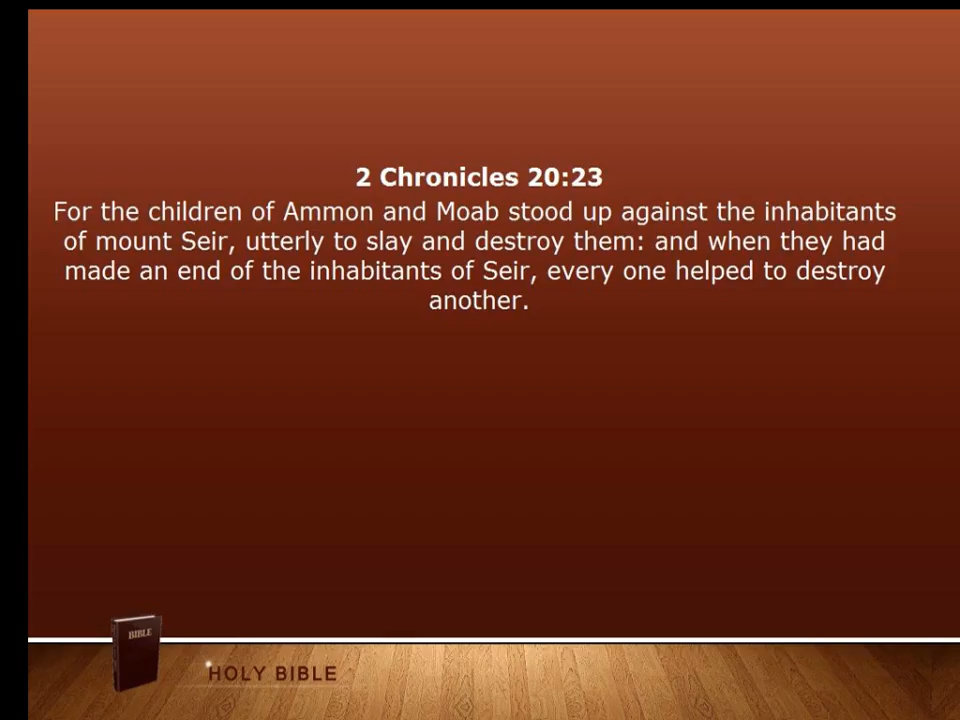 2 Chronicles 20:23
For the children of Ammon and Moab stood up against the inhabitants
of mount Seir, utterly to slay and destroy them: and when they had
made an end of the inhabitants of Seir, every one helped to destroy
another.
BIBLE
HOLY BIBLE